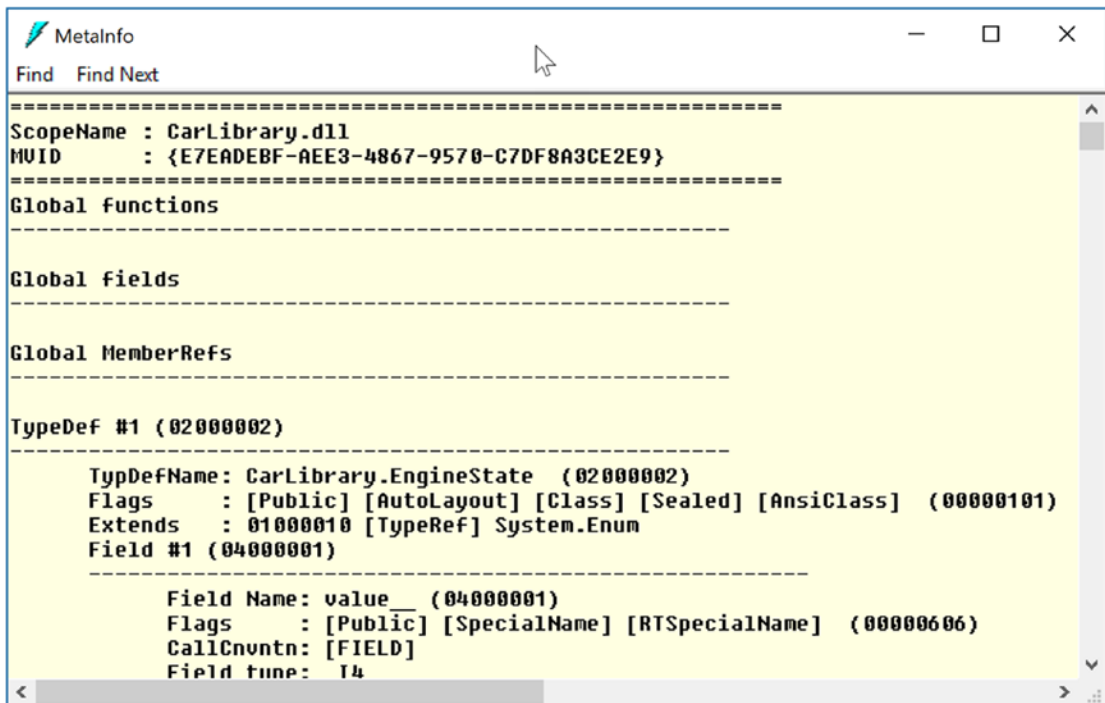 MetaInfo
Find Find Next
===========================================================
ScopeName : CarLibrary.dll
MVID      : {E7EADEBF-AEE3-4867-9570-C7DF8A3CE2E9}
===========================================================
Global functions
-------------------------------------------------------
Global fields
-------------------------------------------------------
Global MemberRefs
-------------------------------------------------------
TypeDef #1 (02000002)
-------------------------------------------------------
TypDefName: CarLibrary.EngineState  (02000002)
Flags     : [Public] [AutoLayout] [Class] [Sealed] [AnsiClass]  (00000101)
Extends   : 01000010 [TypeRef] System.Enum
Field #1 (04000001)
-------------------------------------------------------
Field Name: value__ (04000001)
Flags     : [Public] [SpecialName] [RTSpecialName]  (00000606)
CallCnvntn: [FIELD]
Field type:  I4